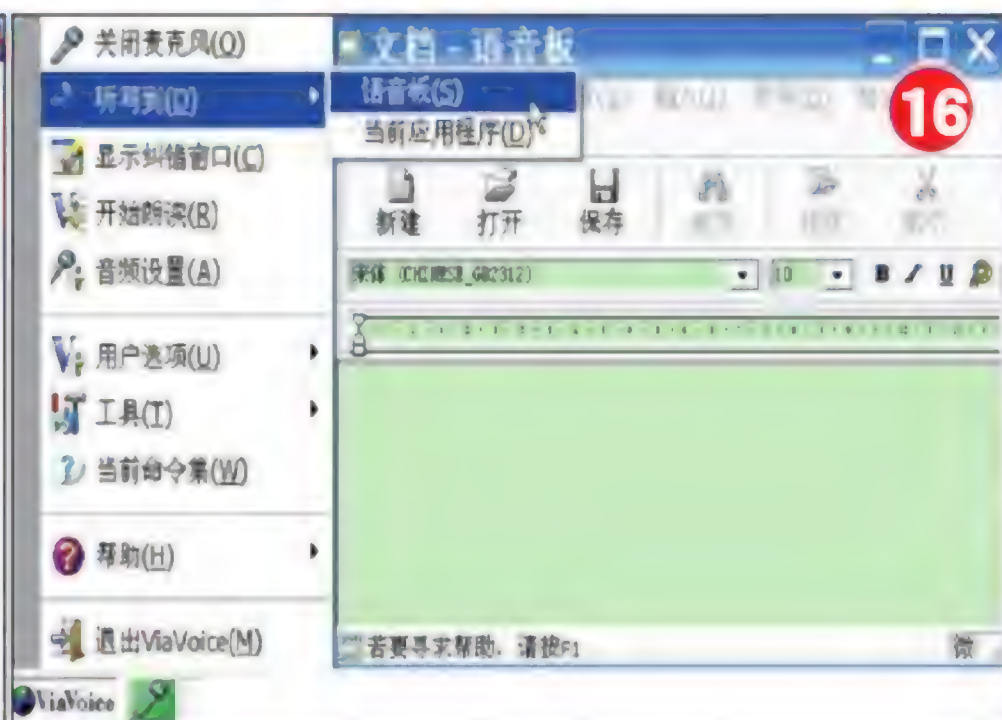 关闭麦克风(O)
听写到(D)
显示纠错窗口(C)
开始朗读(R)
音频设置(A)
用户选项(U)
工具(T)
当前命令集(W)
帮助(H)
退出ViaVoice(M)
ViaVoice
文档 - 语音板
语音板(S)
当前应用程序(D)
16
新建 打开 保存
宋体 (CHINESE_GB2312) 10 B I U
若要寻求帮助，请按F1 微